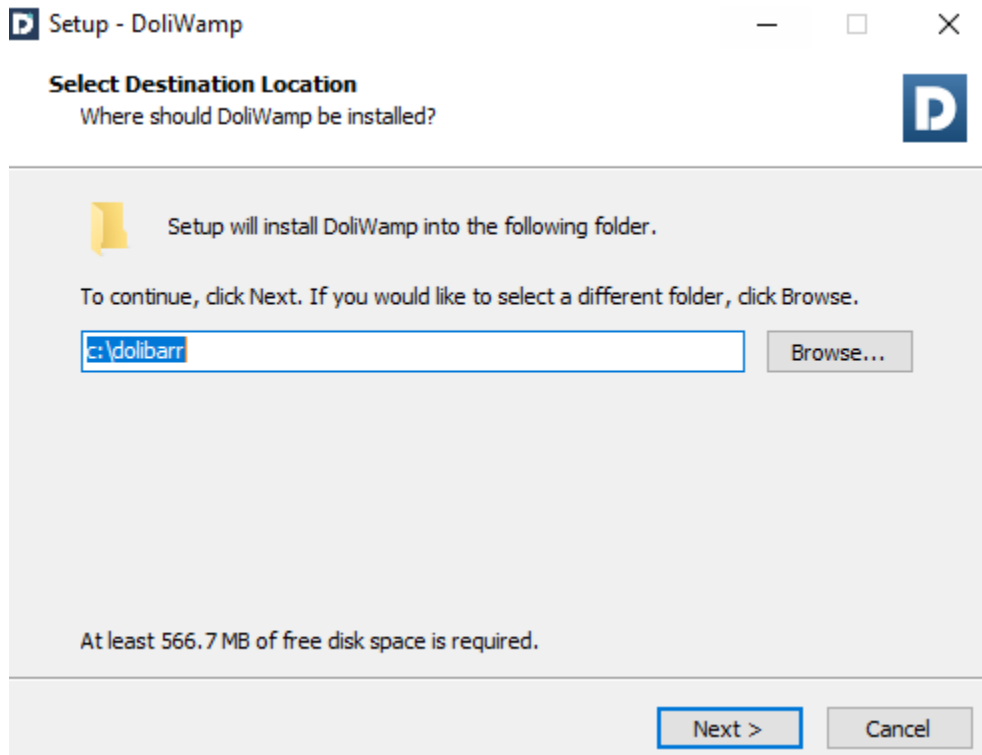 Setup - DoliWamp
Select Destination Location
Where should DoliWamp be installed?
D
Setup will install DoliWamp into the following folder.
To continue, click Next. If you would like to select a different folder, click Browse.
c:\dolibarr
Browse...
At least 566.7 MB of free disk space is required.
Next >
Cancel